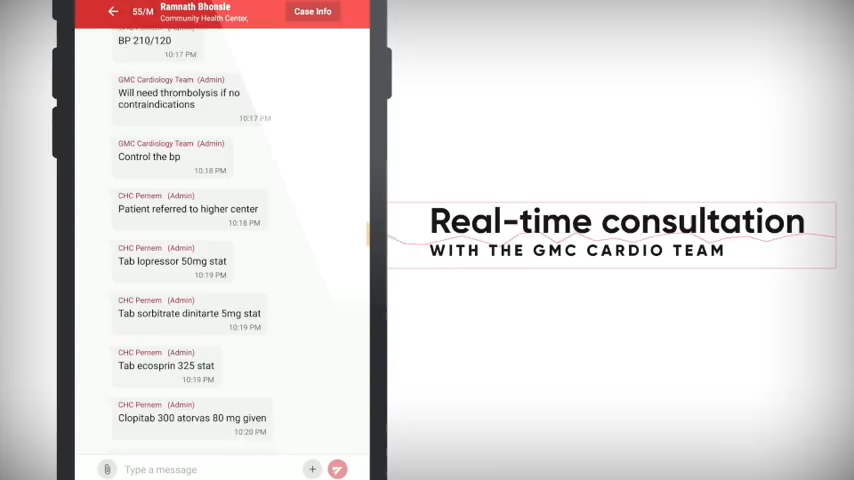 55/M Ramnath Bhonsle Case Info
Community Health Center,
BP 210/120
10:17 PM
GMC Cardiology Team (Admin)
Will need thrombolysis if no
contraindications
10:17 PM
GMC Cardiology Team (Admin)
Control the bp
10:18 PM
CHC Pernem (Admin)
Patient referred to higher center
10:18 PM
CHC Pernem (Admin)
Tab lopressor 50mg stat
10:19 PM
CHC Pernem (Admin)
Tab sorbitrate dinitarte 5mg stat
10:19 PM
CHC Pernem (Admin)
Tab ecosprin 325 stat
10:19 PM
CHC Pernem (Admin)
Clopitab 300 atorvas 80 mg given
10:20 PM
Type a message
Real-time consultation
WITH THE GMC CARDIO TEAM